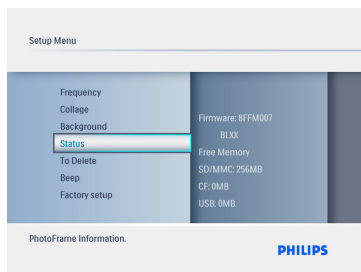 Setup Menu
Frequency
Collage
Background
Status
To Delete
Beep
Factory setup
Firmware: 8FFM007
BLXX
Free Memory
SD/MMC: 256MB
CF: 0MB
USB: 0MB
PhotoFrame Information.
PHILIPS